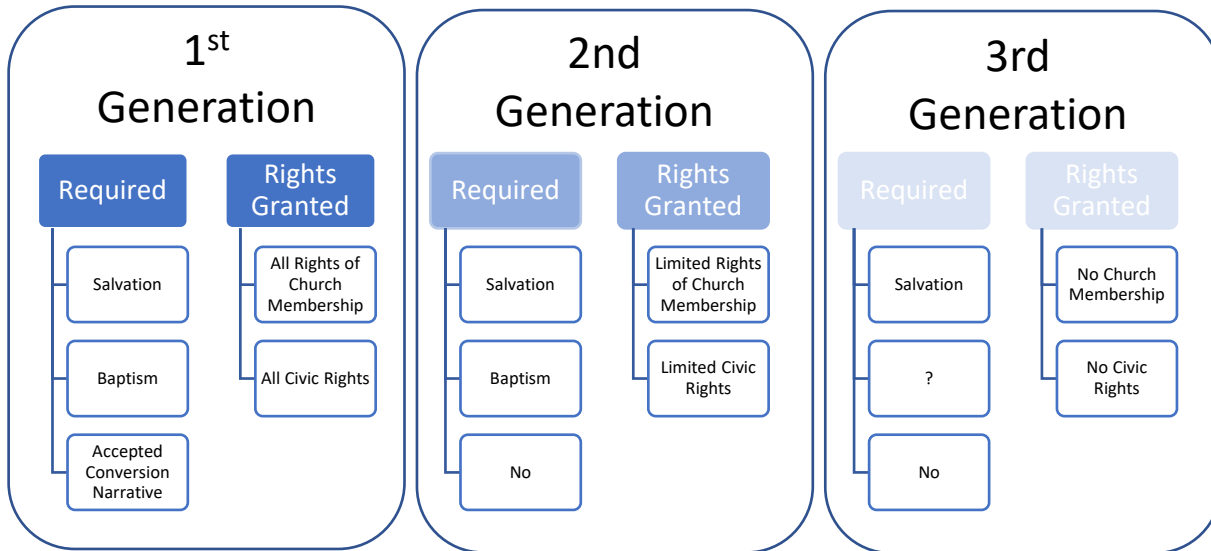 1st
Generation
Required
Rights
Granted
Salvation
All Rights of
Church
Membership
Baptism
All Civic Rights
Accepted
Conversion
Narrative
2nd
Generation
Required
Rights
Granted
Salvation
Limited Rights
of Church
Membership
Baptism
Limited Civic
Rights
No
3rd
Generation
Required
Rights
Granted
Salvation
No Church
Membership
?
No Civic
Rights
No